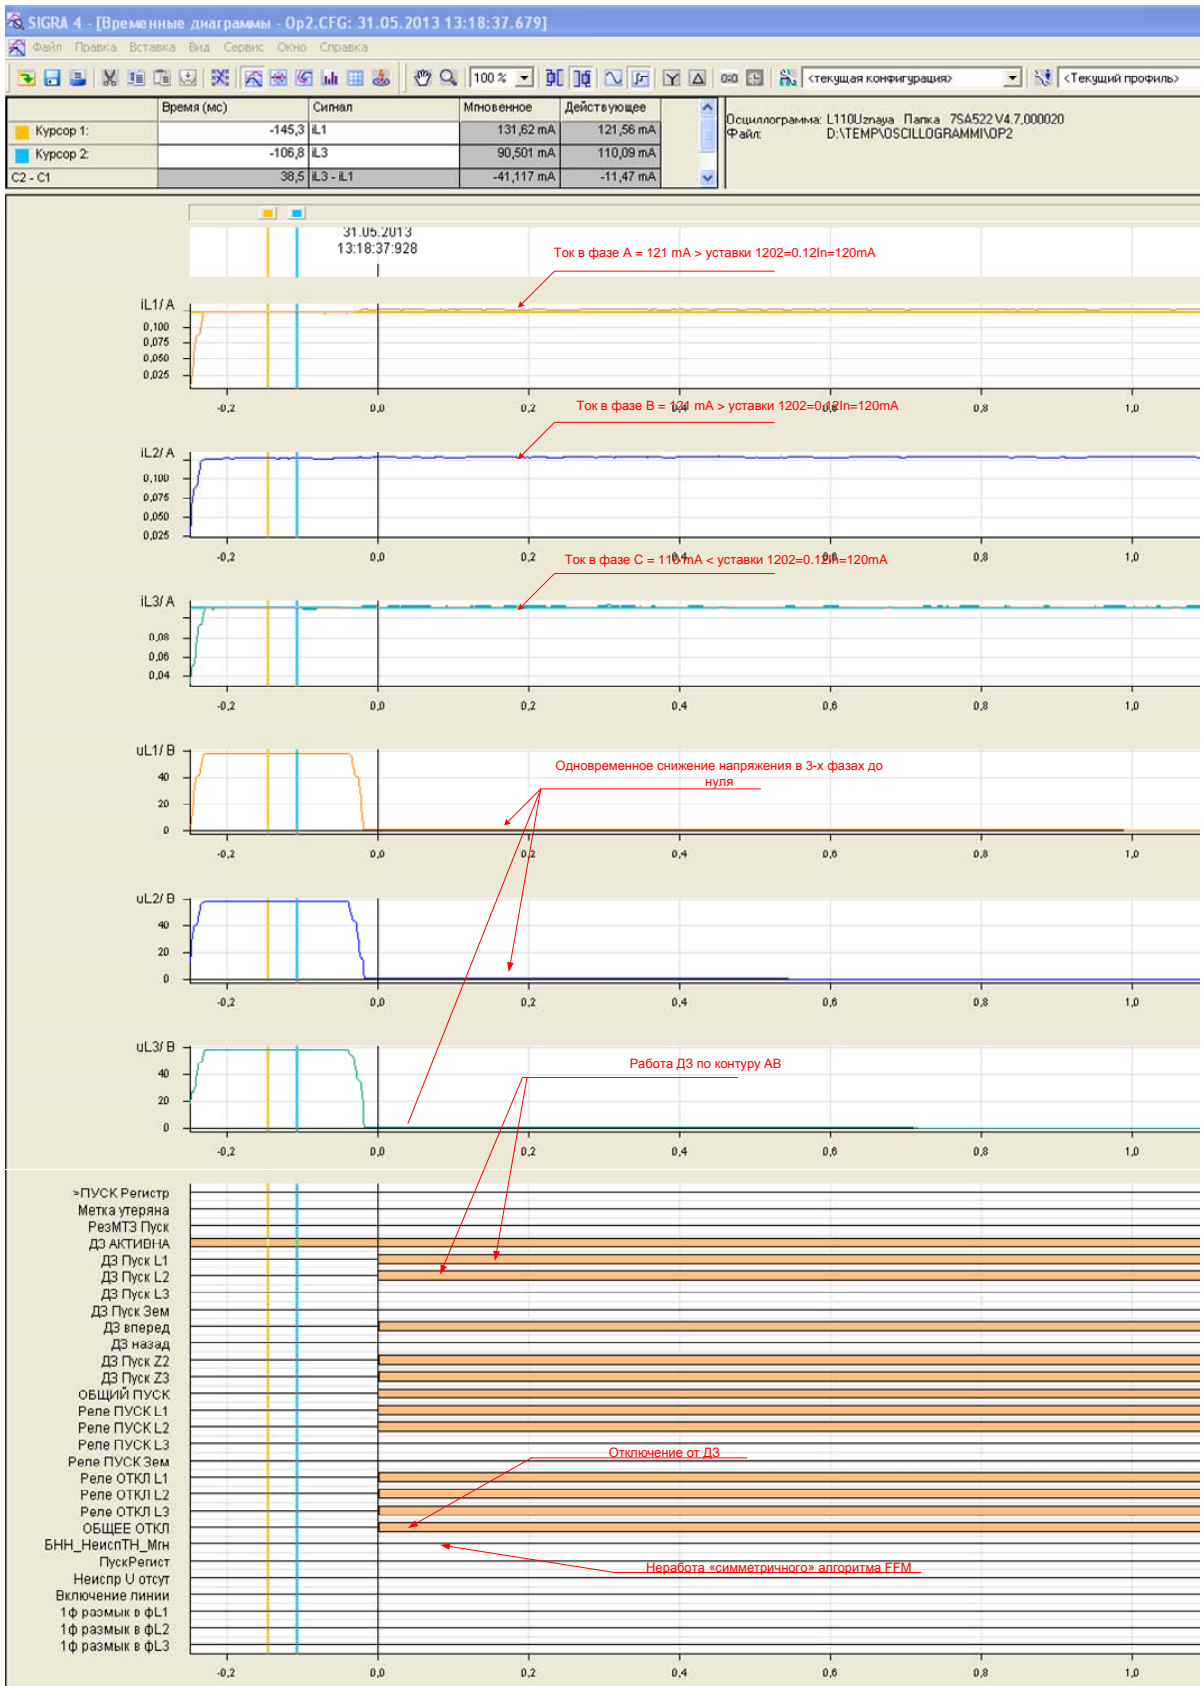 SIGRA 4 - [Временные диаграммы - Op2.CFG: 31.05.2013 13:18:37.679]
Файл Правка Вставка Вид Сервис Окно Справка
100 % <текущая конфигурация> <Текущий профиль>
Время (мс) Сигнал Мгновенное Действующее
Курсор 1: -145,3 iL1 131,62 mA 121,56 mA
Курсор 2: -106,8 iL3 90,501 mA 110,09 mA
C2 - C1 38,5 iL3 - iL1 -41,117 mA -11,47 mA
Осциллограмма: L110Uznaya Папка 7SA522 V4.7,000020
Файл: D:\TEMP\OSCILLOGRAMMI\OP2
31.05.2013
13:18:37:928
Ток в фазе А = 121 mA > уставки 1202=0.12In=120mA
iL1/ A
0,100
0,075
0,050
0,025
-0,2 0,0 0,2 0,4 0,6 0,8 1,0
Ток в фазе В = 121 mA > уставки 1202=0.12In=120mA
iL2/ A
0,100
0,075
0,050
0,025
-0,2 0,0 0,2 0,4 0,6 0,8 1,0
Ток в фазе С = 110 mA < уставки 1202=0.12In=120mA
iL3/ A
0,08
0,06
0,04
-0,2 0,0 0,2 0,4 0,6 0,8 1,0
uL1/ В
40
20
0
Одновременное снижение напряжения в 3-х фазах до
нуля
-0,2 0,0 0,2 0,4 0,6 0,8 1,0
uL2/ В
40
20
0
-0,2 0,0 0,2 0,4 0,6 0,8 1,0
uL3/ В
40
20
0
Работа ДЗ по контуру АВ
-0,2 0,0 0,2 0,4 0,6 0,8 1,0
>ПУСК Регистр
Метка утеряна
РезМТЗ Пуск
ДЗ АКТИВНА
ДЗ Пуск L1
ДЗ Пуск L2
ДЗ Пуск L3
ДЗ Пуск Зем
ДЗ вперед
ДЗ назад
ДЗ Пуск Z2
ДЗ Пуск Z3
ОБЩИЙ ПУСК
Реле ПУСК L1
Реле ПУСК L2
Реле ПУСК L3
Реле ПУСК Зем
Отключение от ДЗ
Реле ОТКЛ L1
Реле ОТКЛ L2
Реле ОТКЛ L3
ОБЩЕЕ ОТКЛ
БНН_НеиспТН_Мгн
ПускРегист
Неработа «симметричного» алгоритма FFM
Неиспр U отсут
Включение линии
1ф размык в фL1
1ф размык в фL2
1ф размык в фL3
-0,2 0,0 0,2 0,4 0,6 0,8 1,0